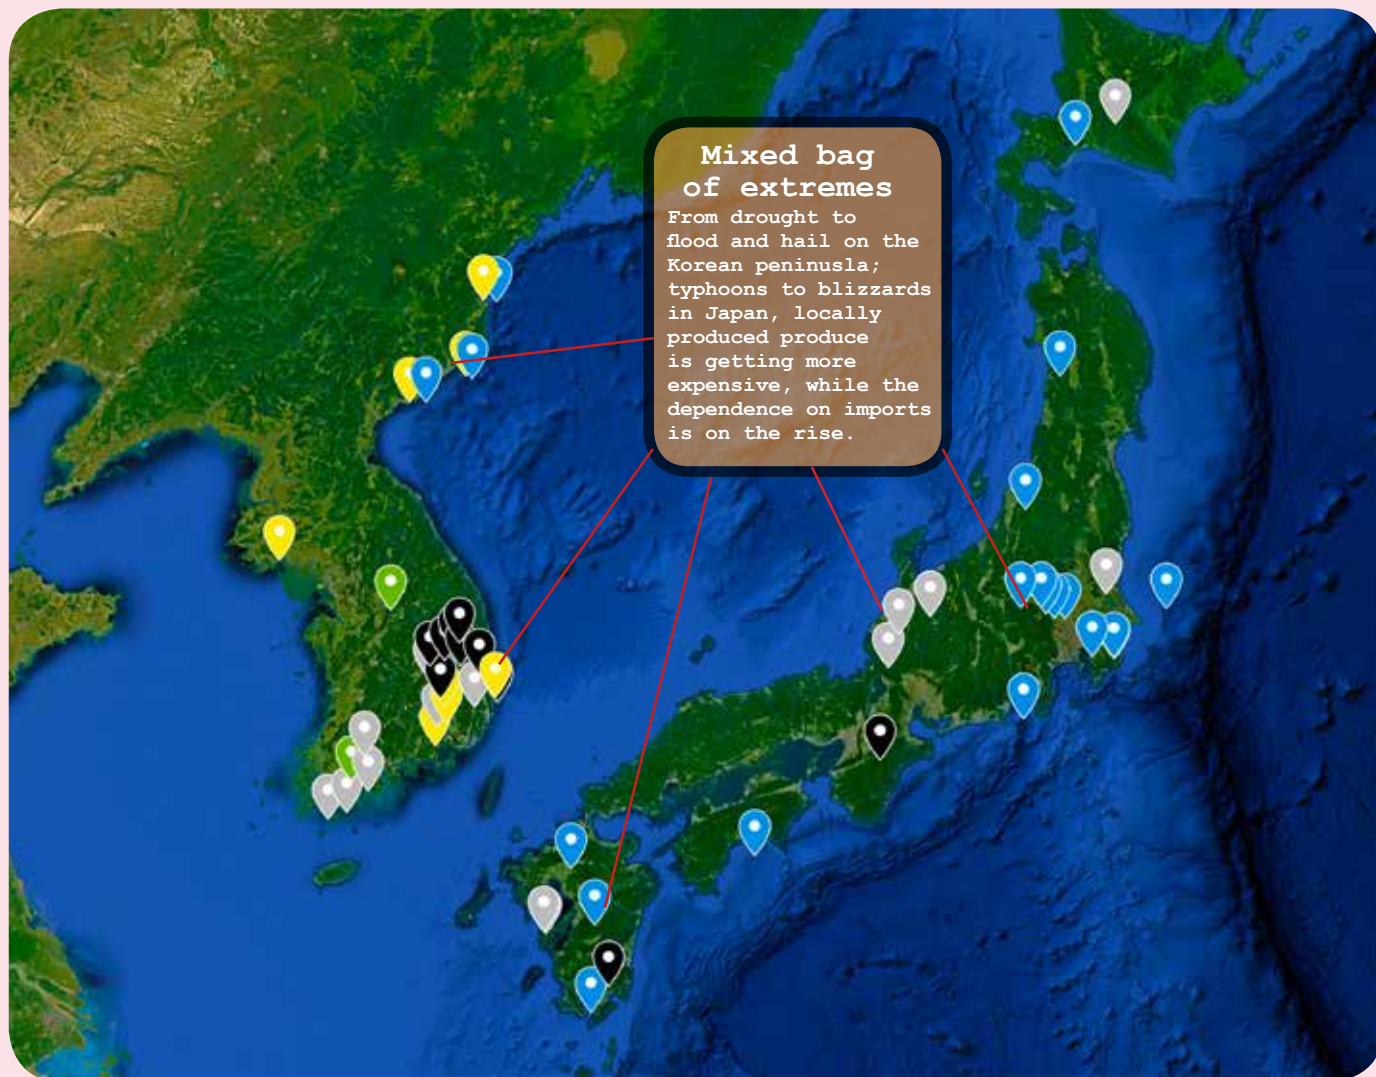 Mixed bag
of extremes
From drought to
flood and hail on the
Korean peninusla;
typhoons to blizzards
in Japan, locally
produced produce
is getting more
expensive, while the
dependence on imports
is on the rise.